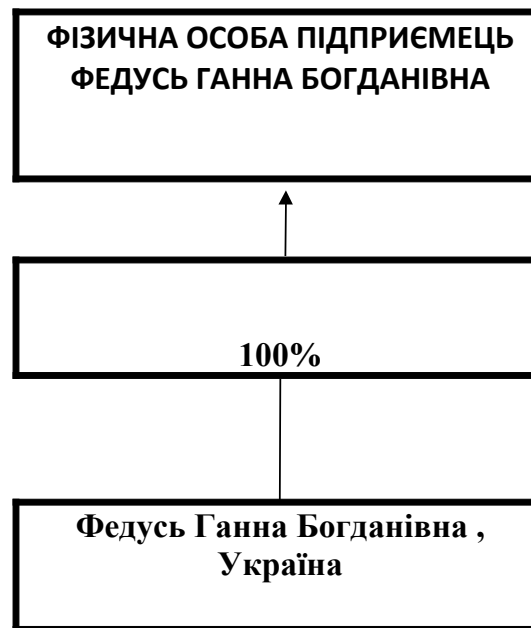 ФІЗИЧНА ОСОБА ПІДПРИЄМЕЦЬ
ФЕДУСЬ ГАННА БОГДАНІВНА
100%
Федусь Ганна Богданівна ,
Україна